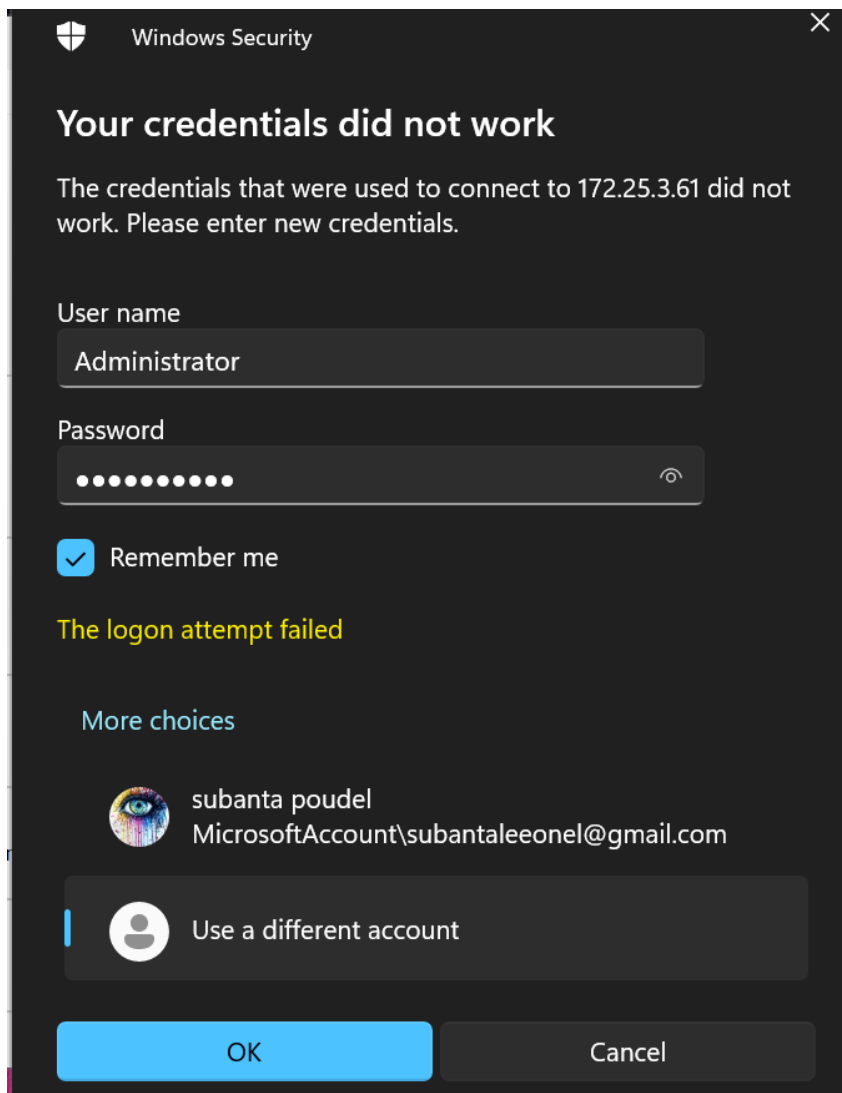 Windows Security
Your credentials did not work
The credentials that were used to connect to 172.25.3.61 did not
work. Please enter new credentials.
User name
Administrator
Password
Remember me
The logon attempt failed
More choices
subanta poudel
MicrosoftAccount\subantaleeonel@gmail.com
Use a different account
OK
Cancel